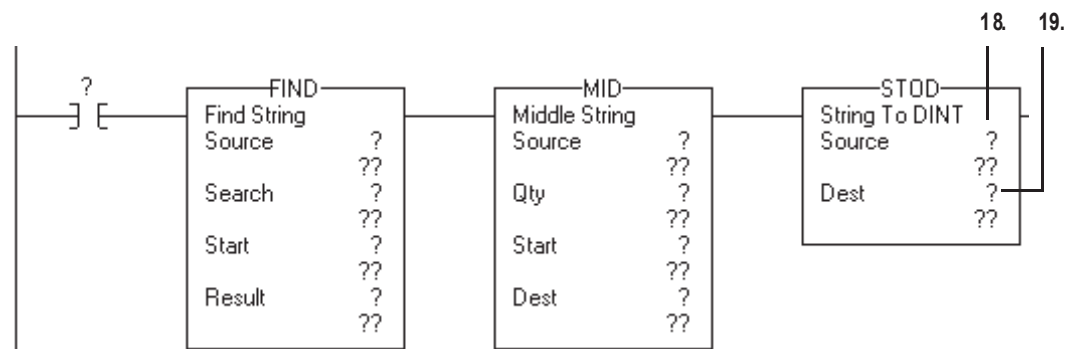 18. 19.
?
FIND MID STOD
Find String Middle String String To DINT
Source ? Source ? Source ?
?? ?? ??
Search ? Qty ? Dest ?
?? ?? ??
Start ? Start ?
?? ??
Result ? Dest ?
?? ??